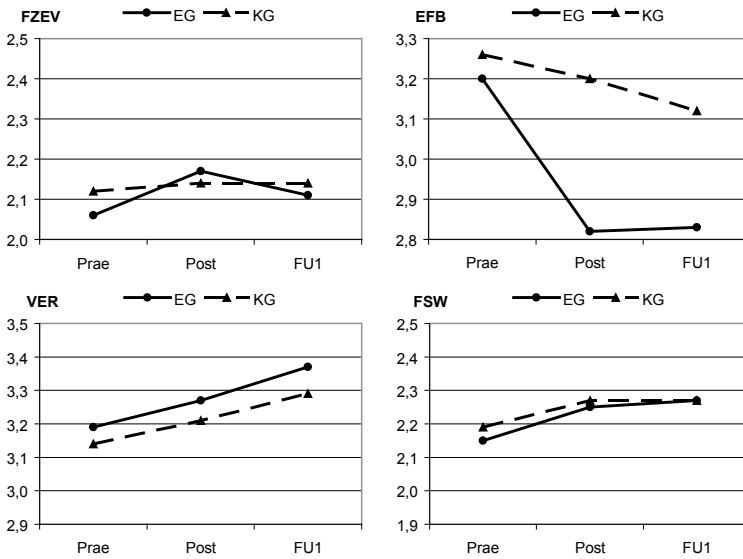 FZEV
EG KG
2,5
2,4
2,3
2,2
2,1
2,0
Prae Post FU1
EFB
EG KG
3,3
3,2
3,1
3,0
2,9
2,8
Prae Post FU1
VER
EG KG
3,5
3,4
3,3
3,2
3,1
3,0
2,9
Prae Post FU1
FSW
EG KG
2,5
2,4
2,3
2,2
2,1
2,0
1,9
Prae Post FU1